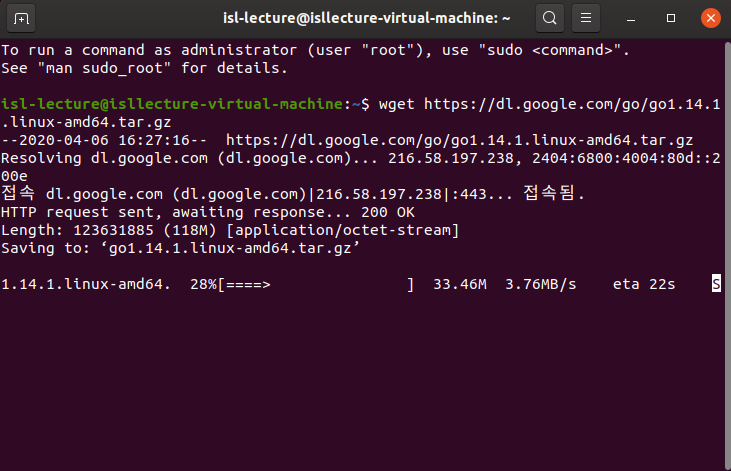 isl-lecture@isllecture-virtual-machine: ~
To run a command as administrator (user "root"), use "sudo <command>".
See "man sudo_root" for details.
isl-lecture@isllecture-virtual-machine:~$ wget https://dl.google.com/go/go1.14.1
.linux-amd64.tar.gz
--2020-04-06 16:27:16--  https://dl.google.com/go/go1.14.1.linux-amd64.tar.gz
Resolving dl.google.com (dl.google.com)... 216.58.197.238, 2404:6800:4004:80d::2
00e
접속 dl.google.com (dl.google.com)|216.58.197.238|:443... 접속됨.
HTTP request sent, awaiting response... 200 OK
Length: 123631885 (118M) [application/octet-stream]
Saving to: ‘go1.14.1.linux-amd64.tar.gz’
1.14.1.linux-amd64.  28%[====>               ]  33.46M  3.76MB/s    eta 22s    S